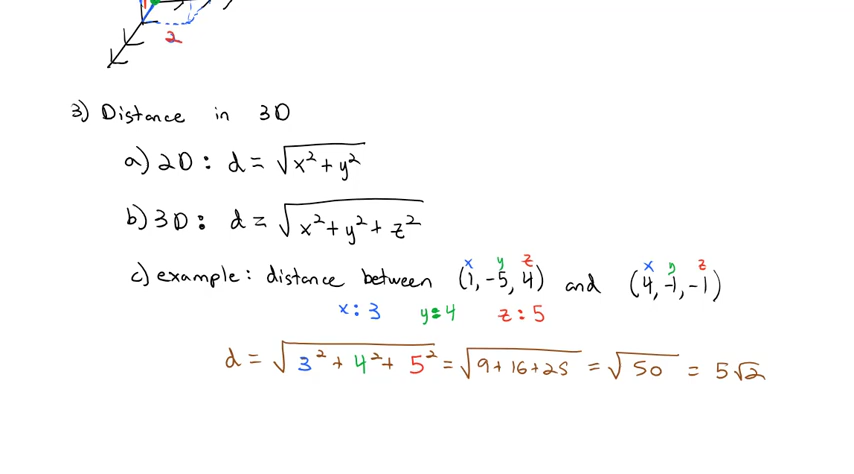 2
3) Distance in 3D
a) 2D: d = √(x² + y²)
b) 3D: d = √(x² + y² + z²)
x y z x y z
c) example: distance between (1, -5, 4) and (4, -1, -1)
x: 3 y: 4 z: 5
d = √(3² + 4² + 5²) = √(9 + 16 + 25) = √50 = 5√2